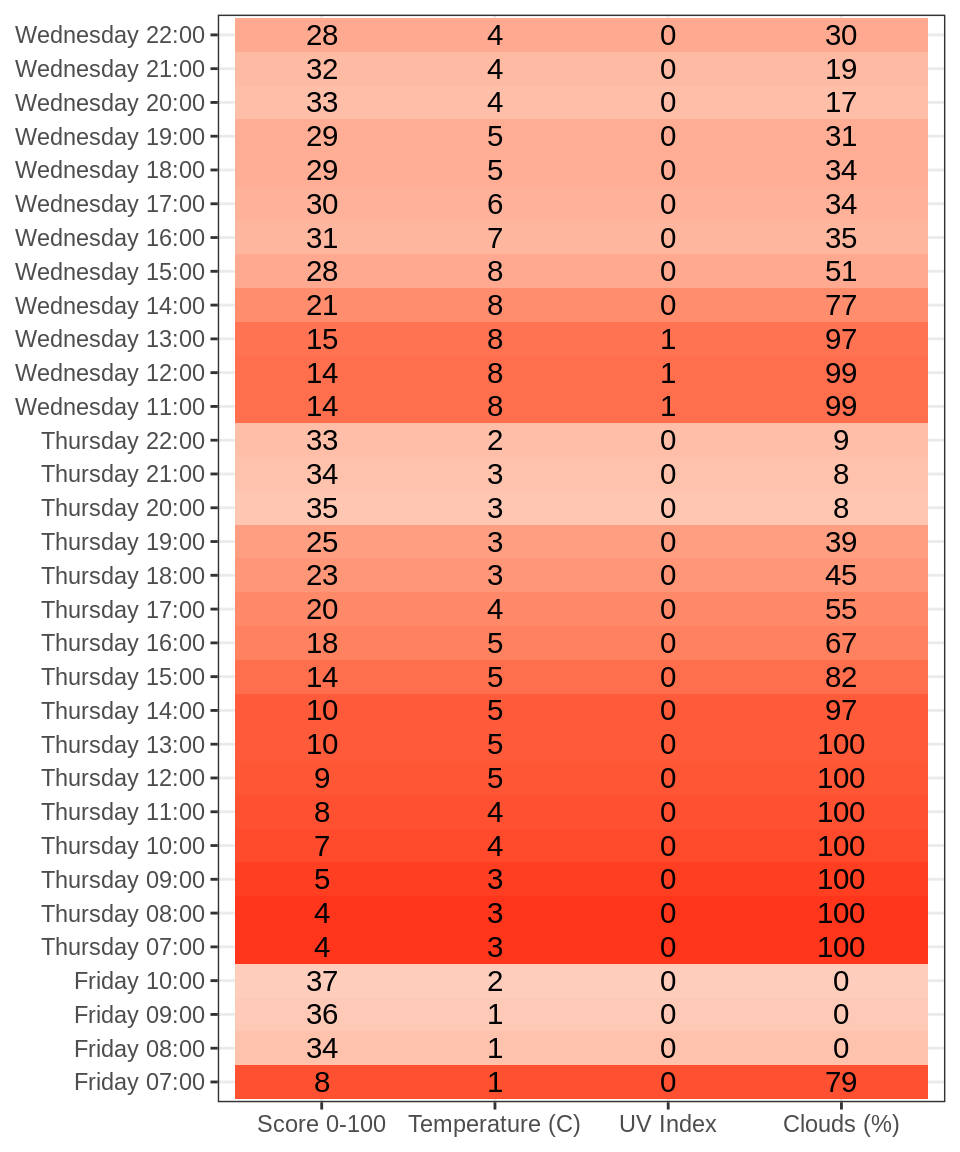 Wednesday 22:00 28 4 0 30
Wednesday 21:00 32 4 0 19
Wednesday 20:00 33 4 0 17
Wednesday 19:00 29 5 0 31
Wednesday 18:00 29 5 0 34
Wednesday 17:00 30 6 0 34
Wednesday 16:00 31 7 0 35
Wednesday 15:00 28 8 0 51
Wednesday 14:00 21 8 0 77
Wednesday 13:00 15 8 1 97
Wednesday 12:00 14 8 1 99
Wednesday 11:00 14 8 1 99
Thursday 22:00 33 2 0 9
Thursday 21:00 34 3 0 8
Thursday 20:00 35 3 0 8
Thursday 19:00 25 3 0 39
Thursday 18:00 23 3 0 45
Thursday 17:00 20 4 0 55
Thursday 16:00 18 5 0 67
Thursday 15:00 14 5 0 82
Thursday 14:00 10 5 0 97
Thursday 13:00 10 5 0 100
Thursday 12:00 9 5 0 100
Thursday 11:00 8 4 0 100
Thursday 10:00 7 4 0 100
Thursday 09:00 5 3 0 100
Thursday 08:00 4 3 0 100
Thursday 07:00 4 3 0 100
Friday 10:00 37 2 0 0
Friday 09:00 36 1 0 0
Friday 08:00 34 1 0 0
Friday 07:00 8 1 0 79
Score 0-100 Temperature (C) UV Index Clouds (%)